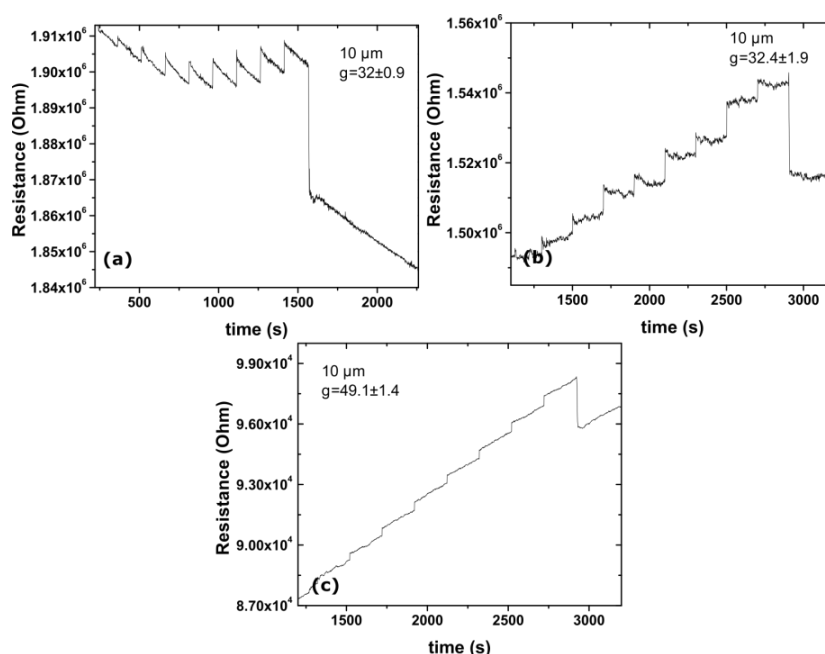 1.91x10⁶
1.90x10⁶
1.88x10⁶
1.87x10⁶
1.86x10⁶
1.85x10⁶
1.84x10⁶
Resistance (Ohm)
10 µm
g=32±0.9
(a)
500
1000
1500
2000
time (s)
1.56x10⁶
1.54x10⁶
1.52x10⁶
1.50x10⁶
Resistance (Ohm)
10 µm
g=32.4±1.9
(b)
1500
2000
2500
3000
time (s)
9.90x10⁴
9.60x10⁴
9.30x10⁴
9.00x10⁴
8.70x10⁴
Resistance (Ohm)
10 µm
g=49.1±1.4
(c)
1500
2000
2500
3000
time (s)